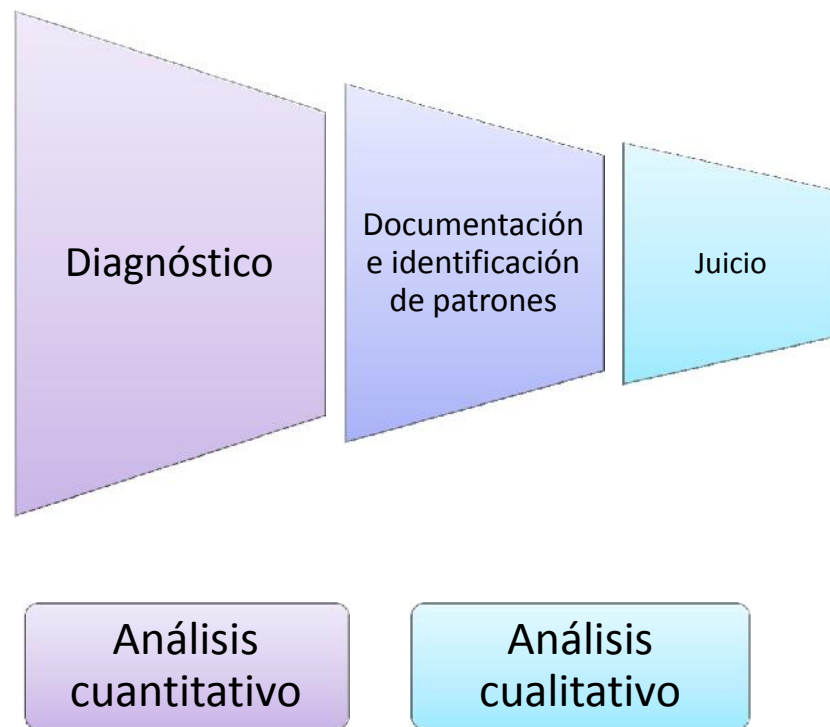 Diagnóstico
Documentación
e identificación
de patrones
Juicio
Análisis
cuantitativo
Análisis
cualitativo